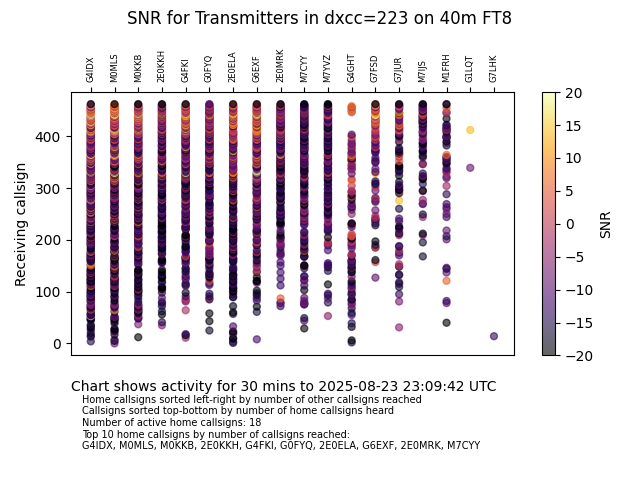 SNR for Transmitters in dxcc=223 on 40m FT8
G4IDX M0MLS M0KKB 2E0KKH G4FKI G0FYQ 2E0ELA G6EXF 2E0MRK M7CYY M7YVZ G4GHT G7FSD G7JUR M7IJS M1FRH G1LQT G7LHK
Receiving callsign
400
300
200
100
0
20
15
10
5
0
−5
−10
−15
−20
SNR
Chart shows activity for 30 mins to 2025-08-23 23:09:42 UTC
Home callsigns sorted left-right by number of other callsigns reached
Callsigns sorted top-bottom by number of home callsigns heard
Number of active home callsigns: 18
Top 10 home callsigns by number of callsigns reached:
G4IDX, M0MLS, M0KKB, 2E0KKH, G4FKI, G0FYQ, 2E0ELA, G6EXF, 2E0MRK, M7CYY